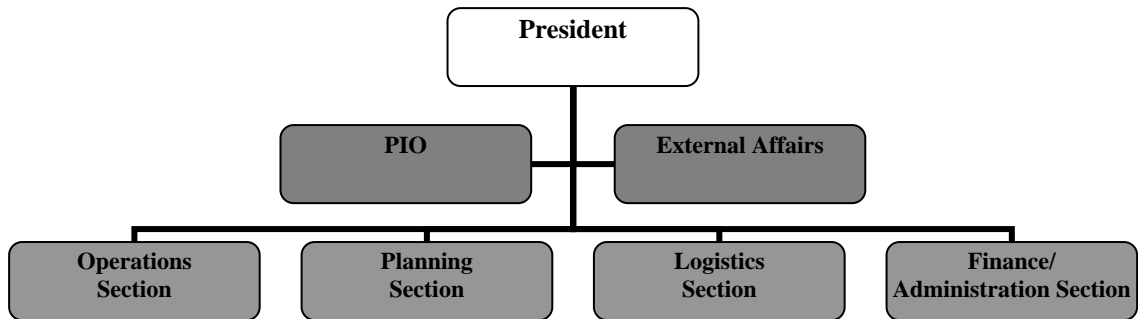 President
PIO
External Affairs
Operations
Section
Planning
Section
Logistics
Section
Finance/
Administration Section